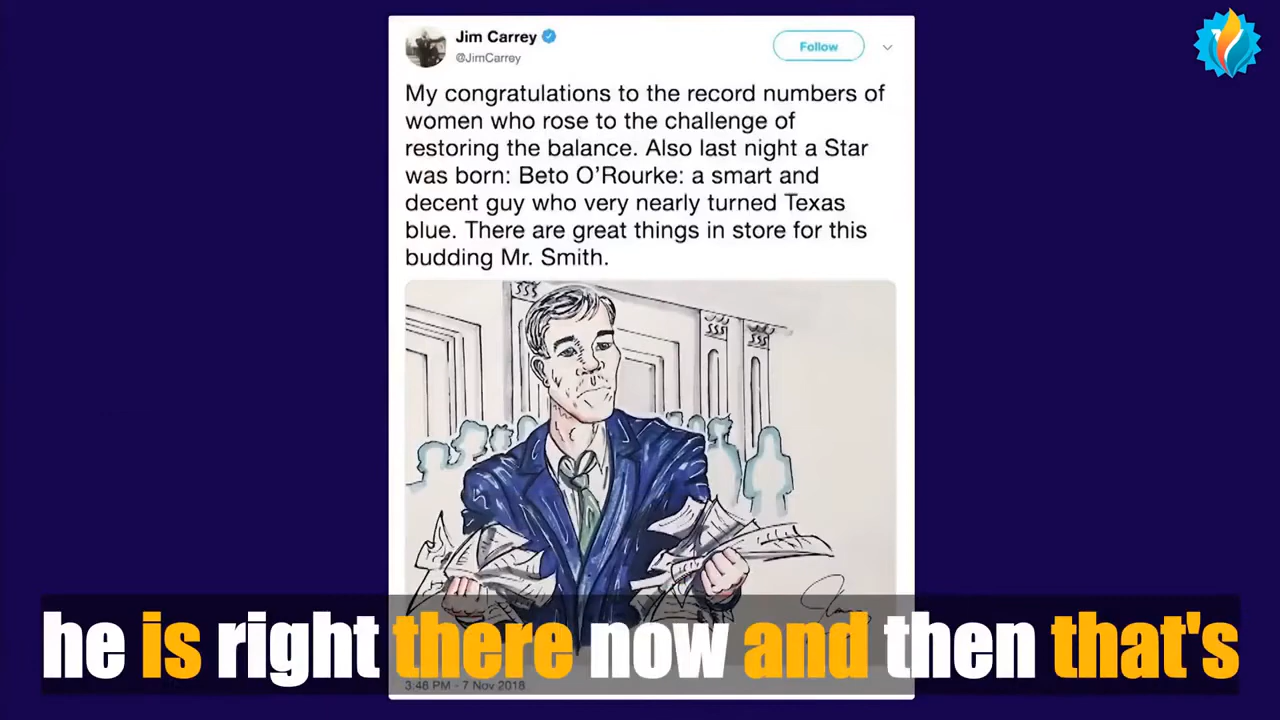 Jim Carrey
@JimCarrey
Follow
My congratulations to the record numbers of
women who rose to the challenge of
restoring the balance. Also last night a Star
was born: Beto O’Rourke: a smart and
decent guy who very nearly turned Texas
blue. There are great things in store for this
budding Mr. Smith.
he is right there now and then that's
3:46 PM - 7 Nov 2018